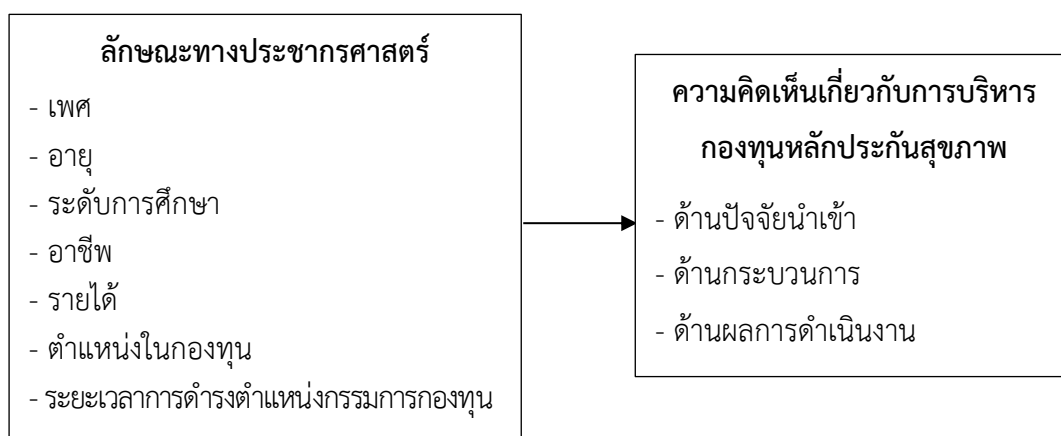 ลักษณะทางประชากรศาสตร์
- เพศ
- อายุ
- ระดับการศึกษา
- อาชีพ
- รายได้
- ตำแหน่งในกองทุน
- ระยะเวลาการดำรงตำแหน่งกรรมการกองทุน
ความคิดเห็นเกี่ยวกับการบริหาร
กองทุนหลักประกันสุขภาพ
- ด้านปัจจัยนำเข้า
- ด้านกระบวนการ
- ด้านผลการดำเนินงาน